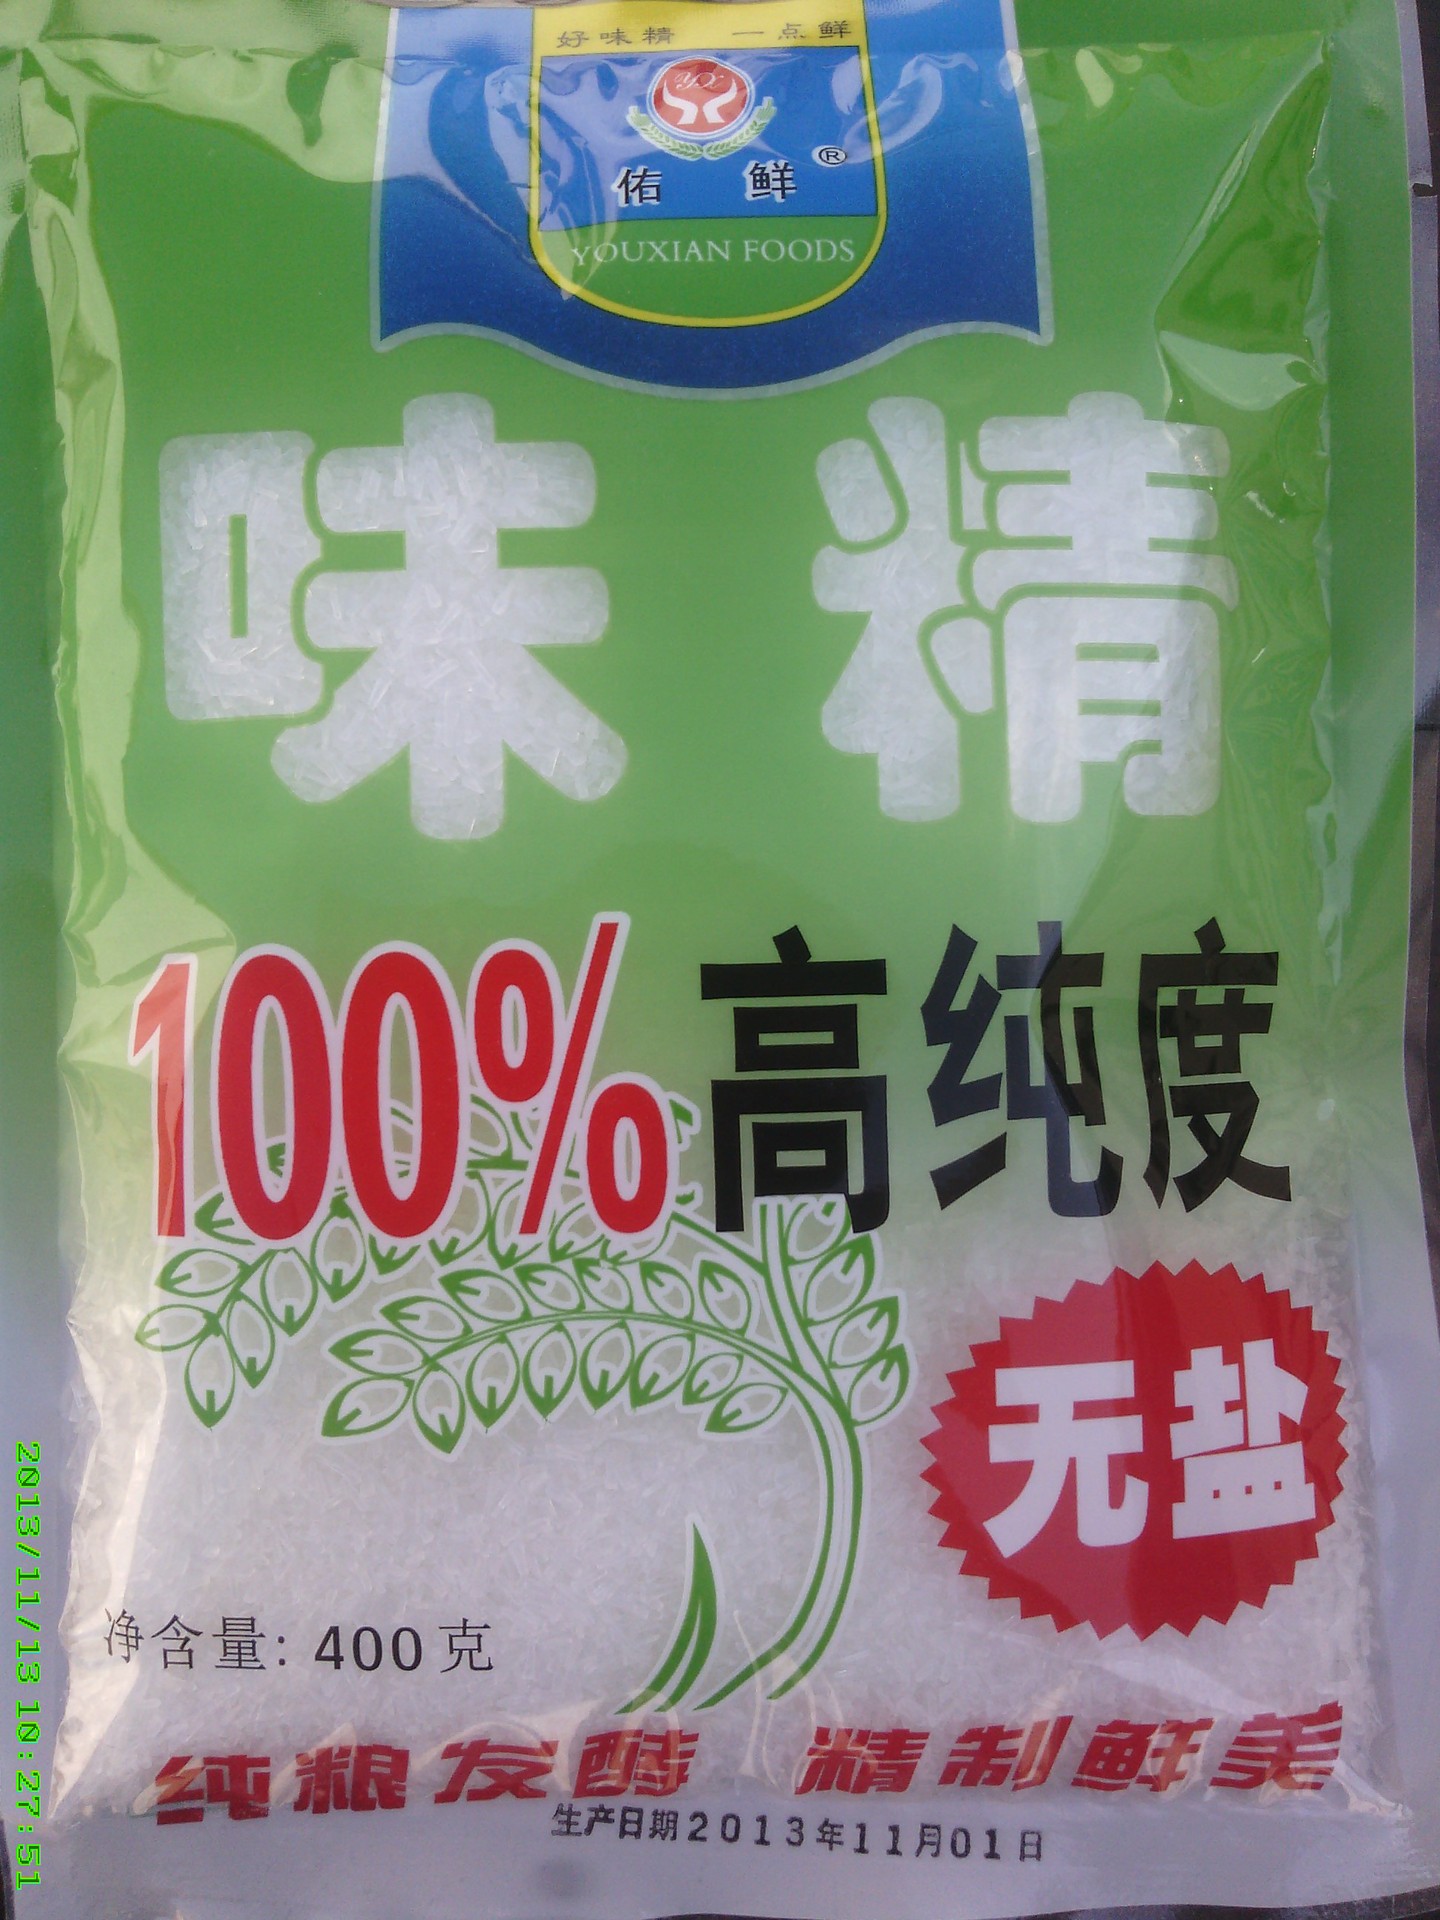 好味精 一点鲜
YX
佑鲜®
YOUXIAN FOODS
味精
100%高纯度
无盐
净含量：400克
纯粮发酵 精制鲜美
生产日期2013年11月01日
2013/11/13 10:27:51